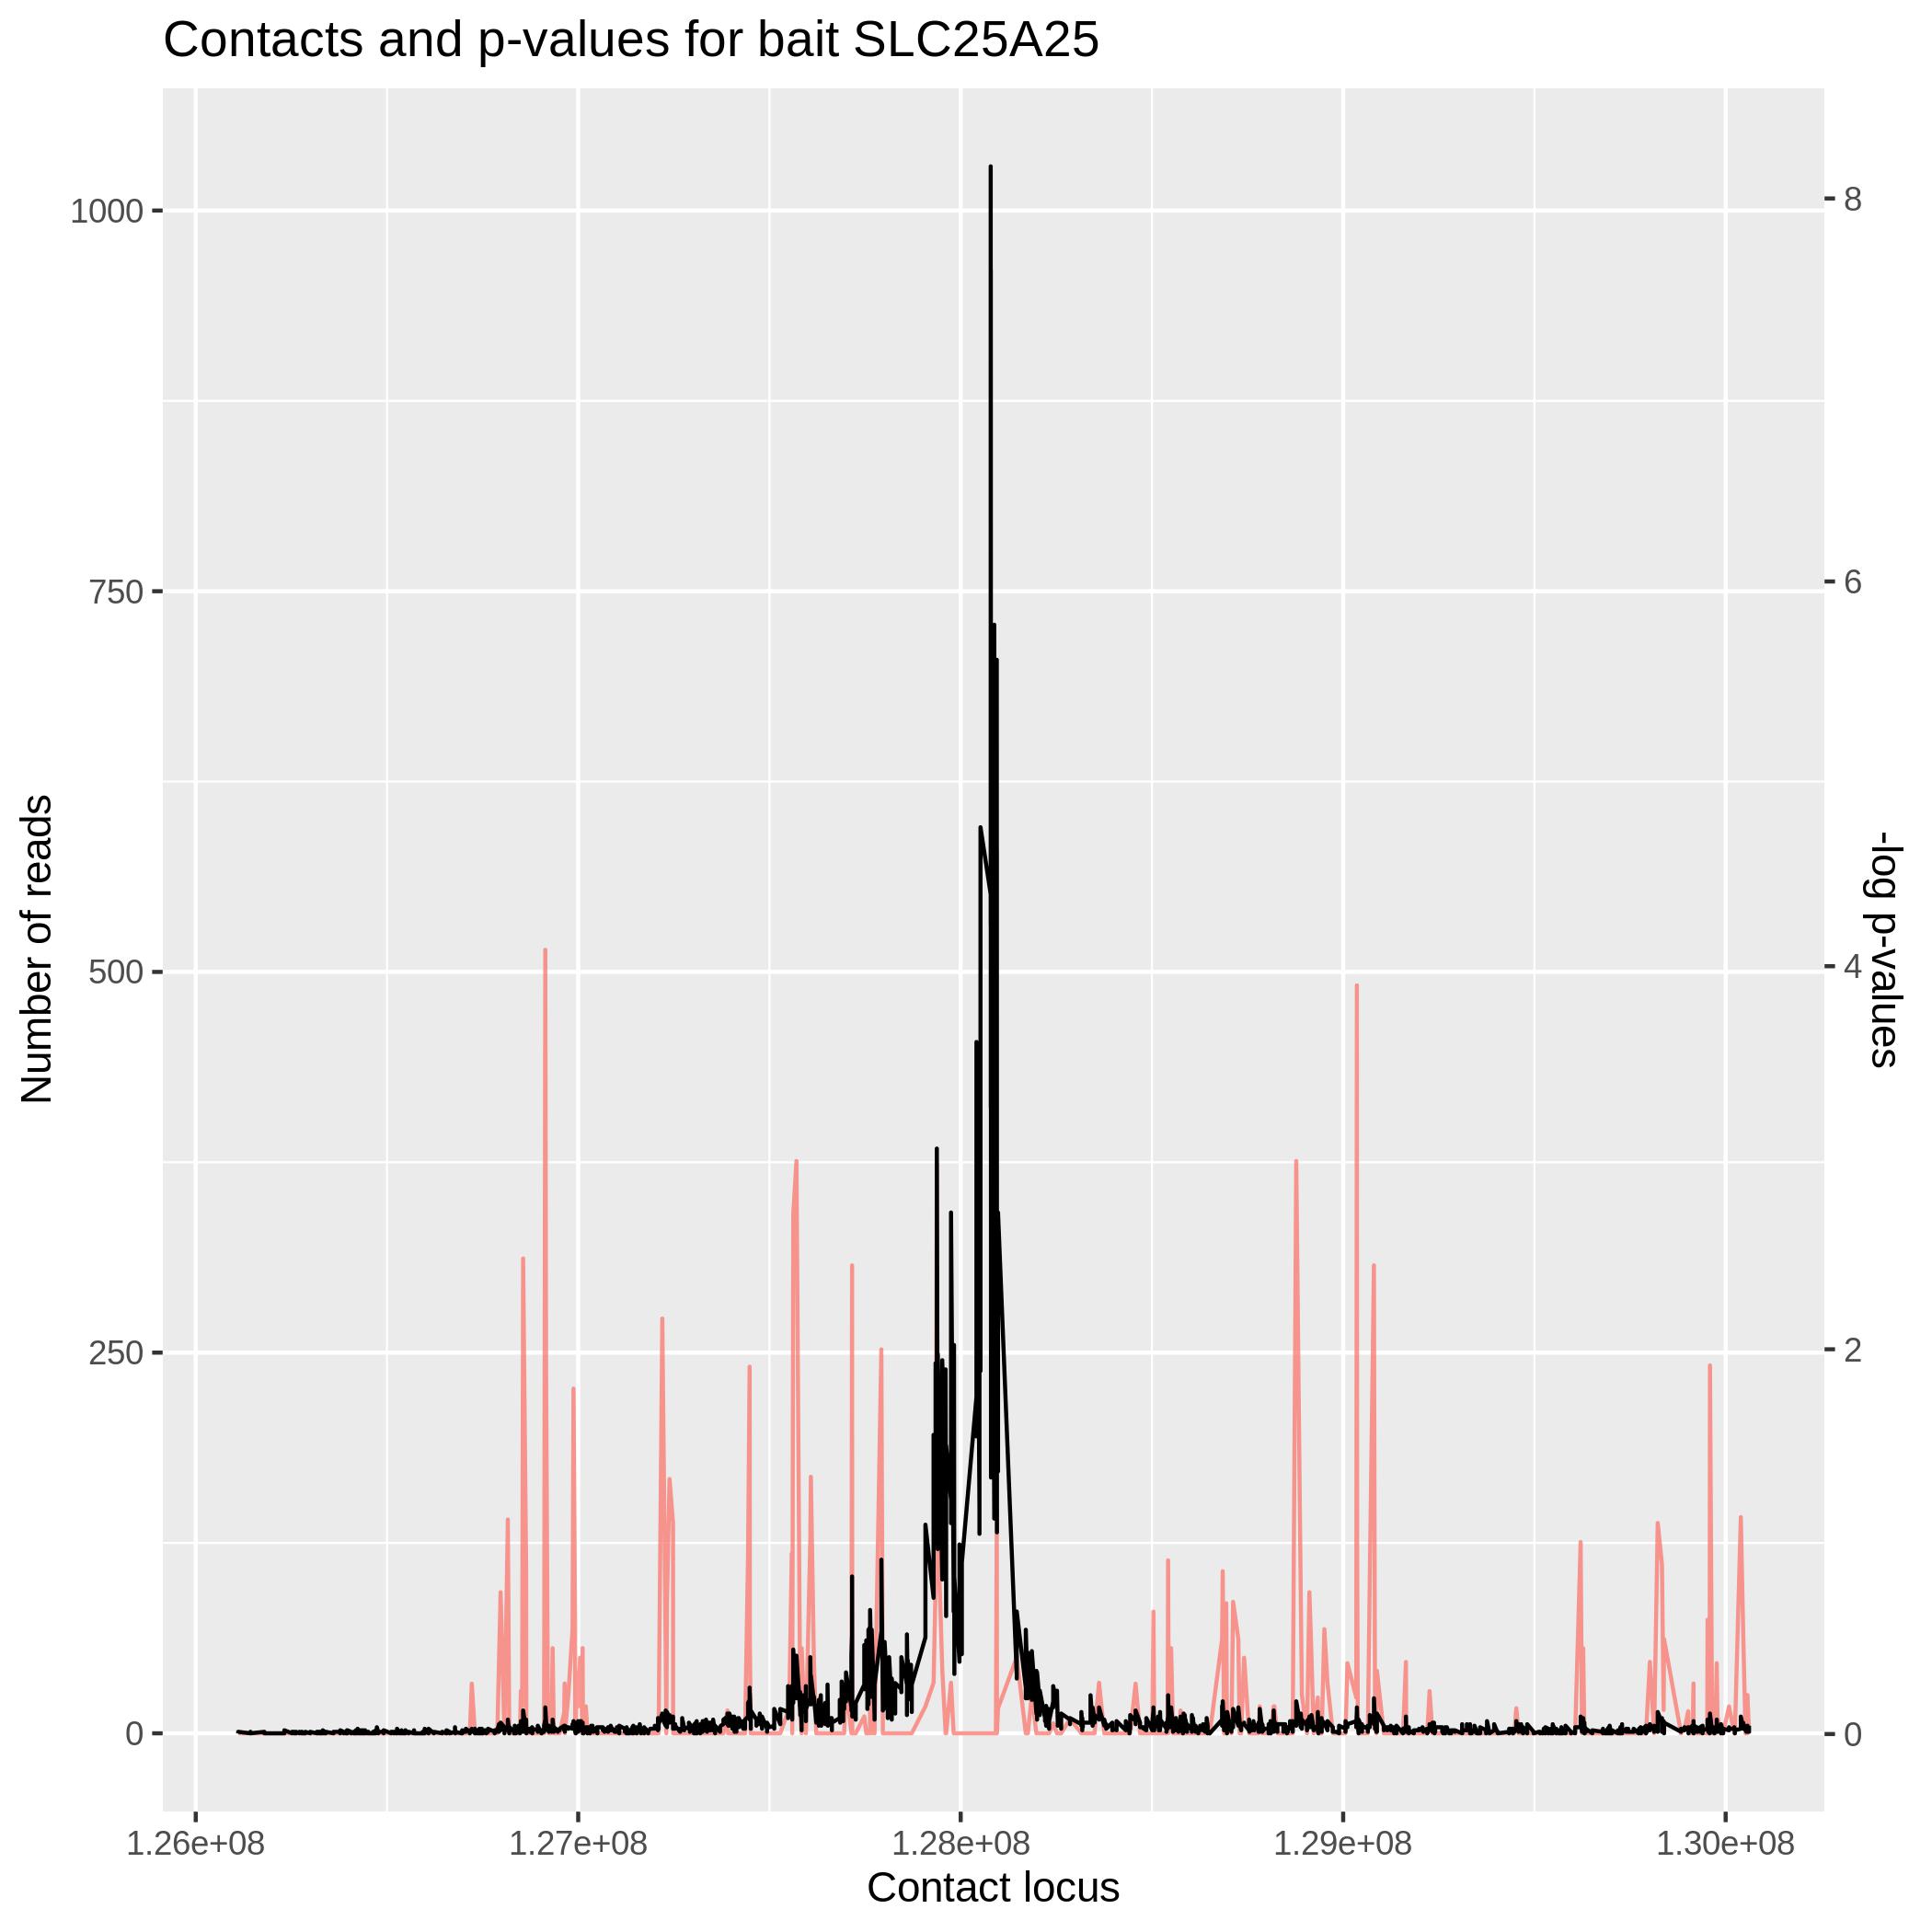 Contacts and p-values for bait SLC25A25
1000
750
500
250
0
Number of reads
8
6
4
2
0
-log p-values
1.26e+08
1.27e+08
1.28e+08
1.29e+08
1.30e+08
Contact locus